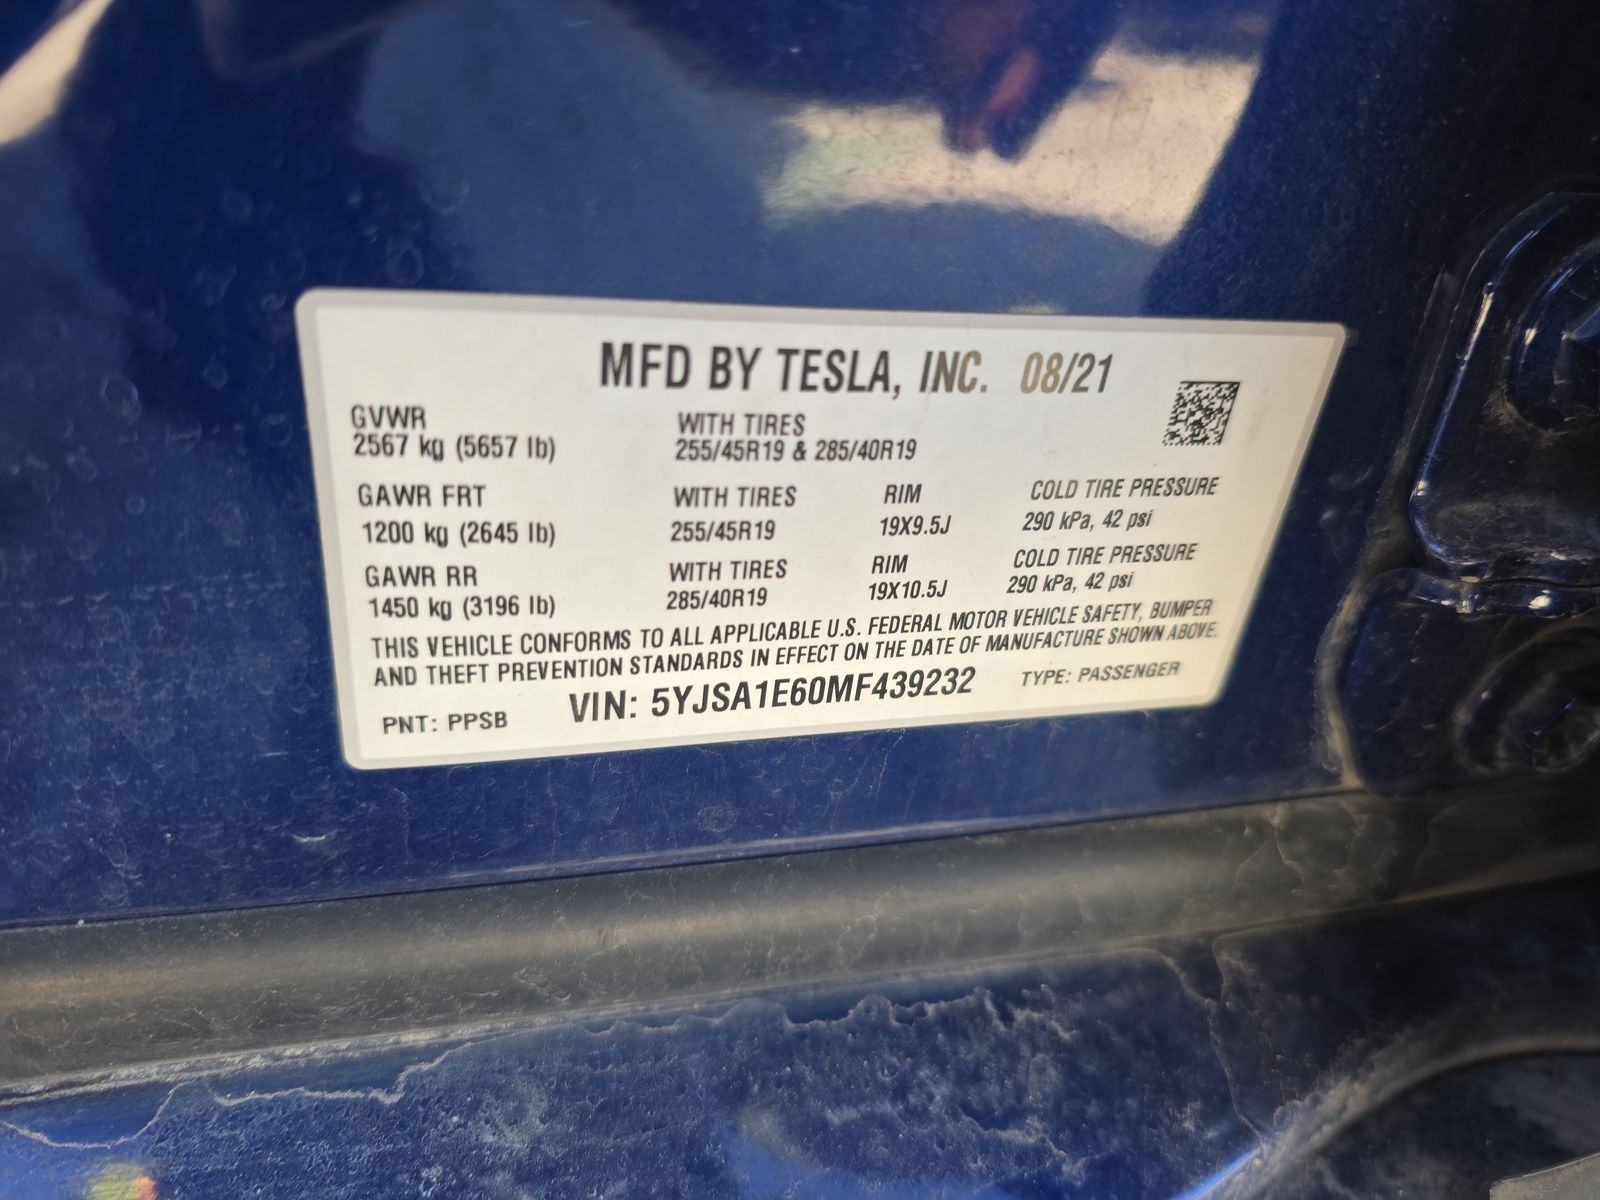 MFD BY TESLA, INC. 08/21
GVWR WITH TIRES
2567 kg (5657 lb) 255/45R19 & 285/40R19
GAWR FRT WITH TIRES RIM COLD TIRE PRESSURE
1200 kg (2645 lb) 255/45R19 19X9.5J 290 kPa, 42 psi
GAWR RR WITH TIRES RIM COLD TIRE PRESSURE
1450 kg (3196 lb) 285/40R19 19X10.5J 290 kPa, 42 psi
THIS VEHICLE CONFORMS TO ALL APPLICABLE U.S. FEDERAL MOTOR VEHICLE SAFETY, BUMPER
AND THEFT PREVENTION STANDARDS IN EFFECT ON THE DATE OF MANUFACTURE SHOWN ABOVE.
PNT: PPSB VIN: 5YJSA1E60MF439232 TYPE: PASSENGER